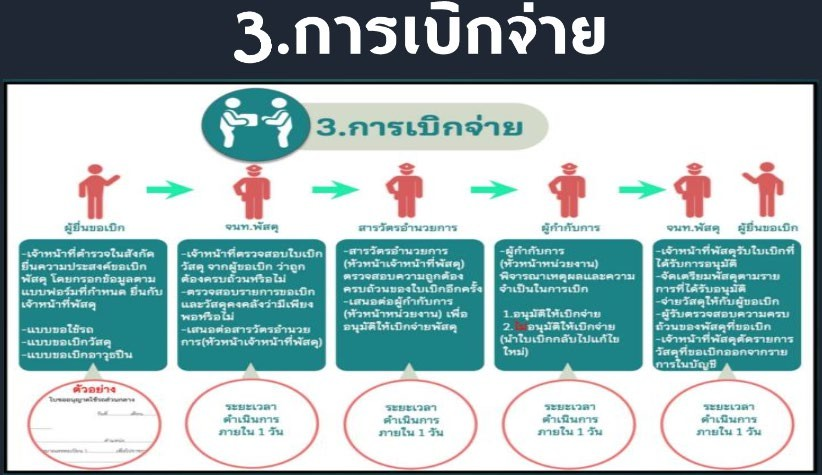 3.การเบิกจ่าย
3.การเบิกจ่าย
ผู้ยื่นขอเบิก
จนท.พัสดุ
สารวัตรอำนวยการ
ผู้กำกับการ
จนท.พัสดุ
ผู้ยื่นขอเบิก
-เจ้าหน้าที่ตำรวจในสังกัด
ยื่นความประสงค์ขอเบิก
พัสดุ โดยกรอกข้อมูลตาม
แบบฟอร์มที่กำหนด ยื่นกับ
เจ้าหน้าที่พัสดุ
-แบบขอใช้รถ
-แบบขอเบิกวัสดุ
-แบบขอเบิกอาวุธปืน
-เจ้าหน้าที่ตรวจสอบใบเบิก
วัสดุ จากผู้ขอเบิก ว่าถูก
ต้องครบถ้วนหรือไม่
-ตรวจสอบรายการขอเบิก
และวัสดุคงคลังว่ามีเพียง
พอหรือไม่
-เสนอต่อสารวัตรอำนวย
การ(หัวหน้าเจ้าหน้าที่พัสดุ)
-สารวัตรอำนวยการ
(หัวหน้าเจ้าหน้าที่พัสดุ)
ตรวจสอบความถูกต้อง
ครบถ้วนของใบเบิกอีกครั้ง
-เสนอต่อผู้กำกับการ
(หัวหน้าหน่วยงาน) เพื่อ
อนุมัติให้เบิกจ่ายพัสดุ
-ผู้กำกับการ
(หัวหน้าหน่วยงาน)
พิจารณาเหตุผลและความ
จำเป็นในการเบิก
1.อนุมัติให้เบิกจ่าย
2.ไม่อนุมัติให้เบิกจ่าย
(นำใบเบิกกลับไปแก้ไข
ใหม่)
-เจ้าหน้าที่พัสดุรับใบเบิกที่
ได้รับการอนุมัติ
-จัดเตรียมพัสดุตามราย
การที่ได้รับอนุมัติ
-จ่ายวัสดุให้กับผู้ขอเบิก
-ผู้รับตรวจสอบความครบ
ถ้วนของพัสดุที่ขอเบิก
-เจ้าหน้าที่พัสดุตัดรายการ
วัสดุที่ขอเบิกออกจากราย
การในบัญชี
ตัวอย่าง
ใบขออนุญาตใช้รถส่วนกลาง
ระยะเวลา
ดำเนินการ
ภายใน 1 วัน
ระยะเวลา
ดำเนินการ
ภายใน 1 วัน
ระยะเวลา
ดำเนินการ
ภายใน 1 วัน
ระยะเวลา
ดำเนินการ
ภายใน 1 วัน